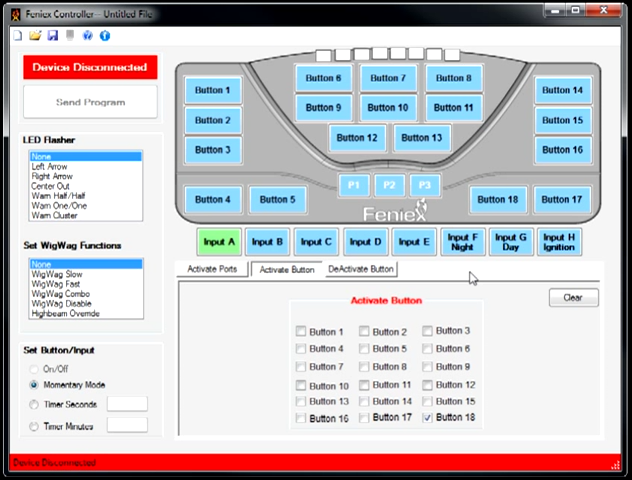 Feniex Controller-- Untitled File
Device Disconnected
Send Program
LED Flasher
None
Left Arrow
Right Arrow
Center Out
Warn Half/Half
Warn One/One
Warn Cluster
Set WigWag Functions
None
WigWag Slow
WigWag Fast
WigWag Combo
WigWag Disable
Highbeam Override
Set Button/Input
On/Off
Momentary Mode
Timer Seconds
Timer Minutes
Button 1
Button 2
Button 3
Button 4
Button 5
Button 6
Button 7
Button 8
Button 9
Button 10
Button 11
Button 12
Button 13
Button 14
Button 15
Button 16
Button 18
Button 17
P1
P2
P3
Feniex
Input A
Input B
Input C
Input D
Input E
Input F
Night
Input G
Day
Input H
Ignition
Activate Ports
Activate Button
DeActivate Button
Activate Button
Clear
Button 1 Button 2 Button 3
Button 4 Button 5 Button 6
Button 7 Button 8 Button 9
Button 10 Button 11 Button 12
Button 13 Button 14 Button 15
Button 16 Button 17 Button 18
Device Disconnected